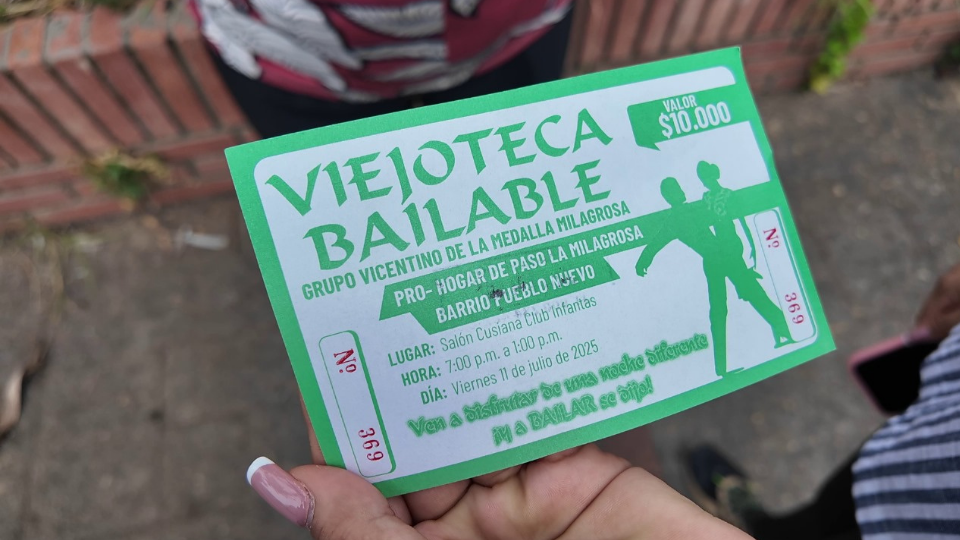 VALOR
$10.000
VIEJOTECA
BAILABLE
GRUPO VICENTINO DE LA MEDALLA MILAGROSA
PRO- HOGAR DE PASO LA MILAGROSA
BARRIO PUEBLO NUEVO
LUGAR: Salón Cusiana Club Infantas
HORA: 7:00 p.m. a 1:00 p.m.
DÍA: Viernes 11 de julio de 2025
Ven a disfrutar de una noche diferente
¡y a BAILAR se dijo!
Nº 369
Nº 369